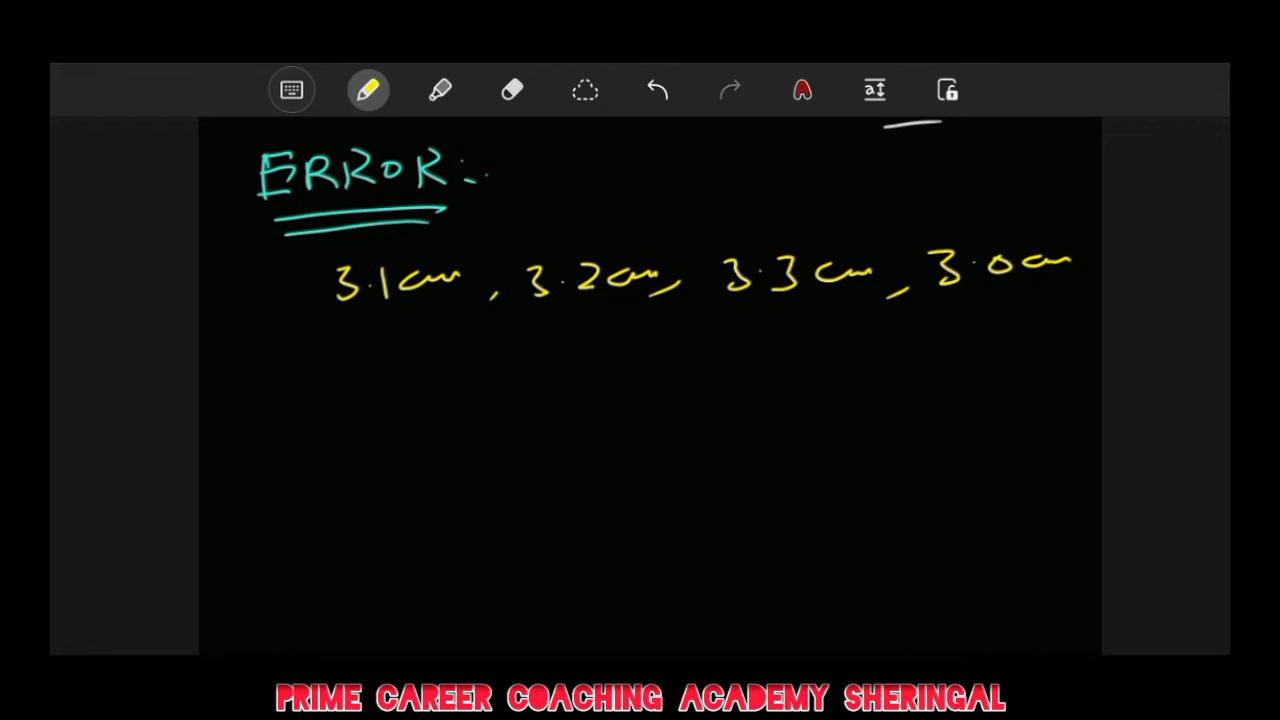 ERROR:-
3.1cm, 3.2cm, 3.3cm, 3.0cm
PRIME CAREER COACHING ACADEMY SHERINGAL